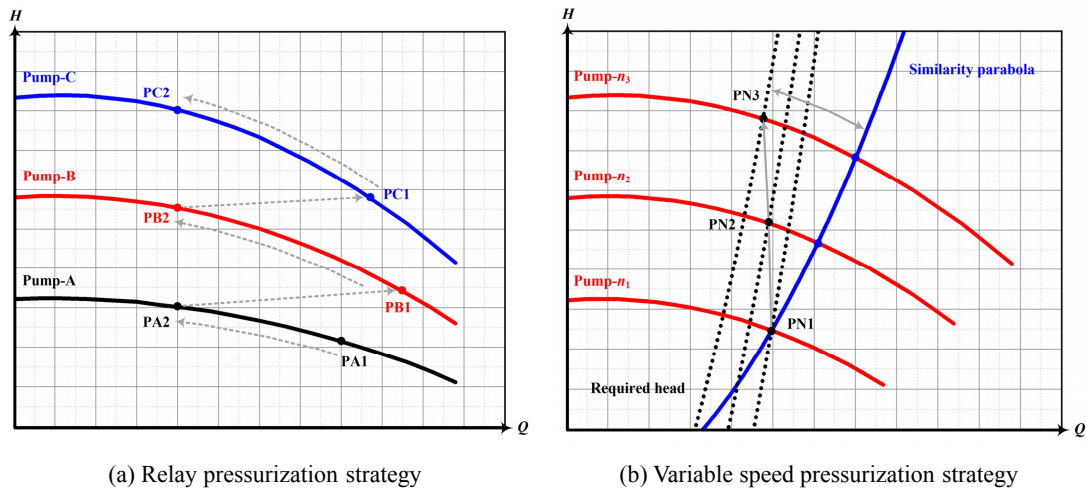 H
Pump-C
PC2
PC1
Pump-B
PB2
PB1
Pump-A
PA2
PA1
Q
(a) Relay pressurization strategy
H
Similarity parabola
Pump-n₃
PN3
Pump-n₂
PN2
Pump-n₁
PN1
Required head
Q
(b) Variable speed pressurization strategy